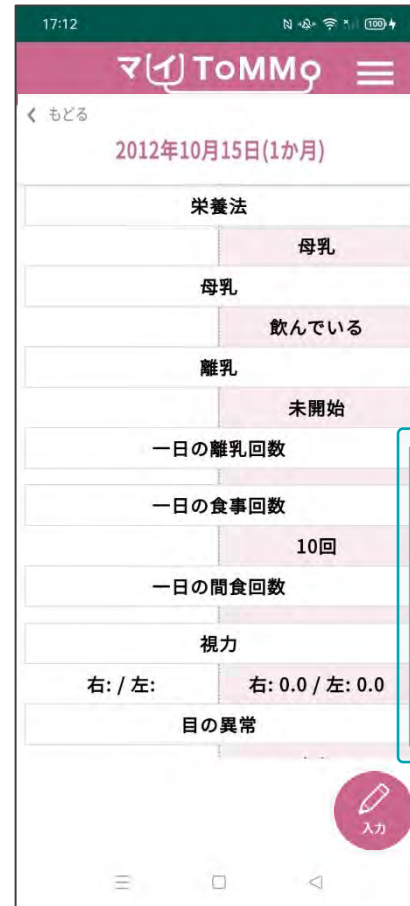 17:12
100
マイToMMo
もどる
2012年10月15日(1か月)
栄養法
母乳
母乳
飲んでいる
離乳
未開始
一日の離乳回数
一日の食事回数
10回
一日の間食回数
視力
右: / 左: 右: 0.0 / 左: 0.0
目の異常
入力